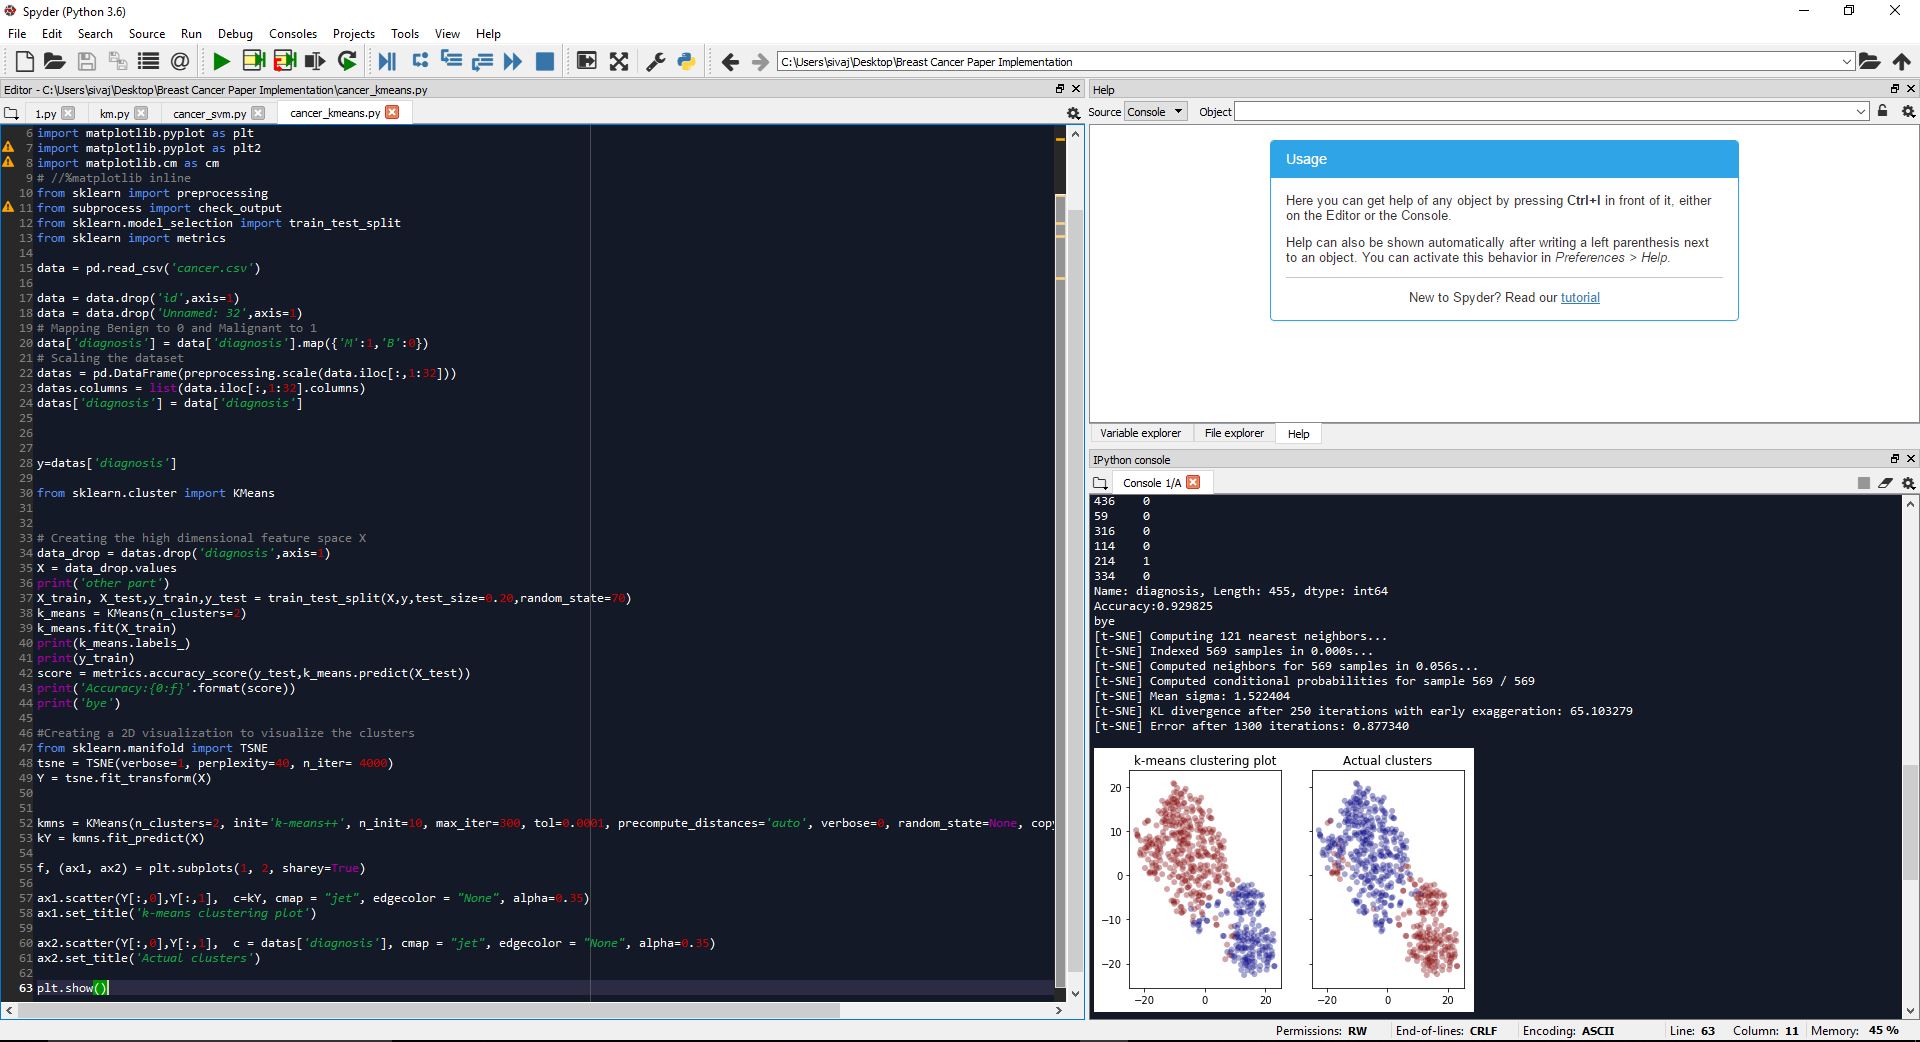 Spyder (Python 3.6)
File Edit Search Source Run Debug Consoles Projects Tools View Help
C:\Users\sivaj\Desktop\Breast Cancer Paper Implementation
Editor - C:\Users\sivaj\Desktop\Breast Cancer Paper Implementation\cancer_kmeans.py
1.py km.py cancer_svm.py cancer_kmeans.py
6 import matplotlib.pyplot as plt
7 import matplotlib.pyplot as plt2
8 import matplotlib.cm as cm
9 # //%matplotlib inline
10 from sklearn import preprocessing
11 from subprocess import check_output
12 from sklearn.model_selection import train_test_split
13 from sklearn import metrics
14
15 data = pd.read_csv('cancer.csv')
16
17 data = data.drop('id',axis=1)
18 data = data.drop('Unnamed: 32',axis=1)
19 # Mapping Benign to 0 and Malignant to 1
20 data['diagnosis'] = data['diagnosis'].map({'M':1,'B':0})
21 # Scaling the dataset
22 datas = pd.DataFrame(preprocessing.scale(data.iloc[:,1:32]))
23 datas.columns = list(data.iloc[:,1:32].columns)
24 datas['diagnosis'] = data['diagnosis']
25
26
27
28 y=datas['diagnosis']
29
30 from sklearn.cluster import KMeans
31
32
33 # Creating the high dimensional feature space X
34 data_drop = datas.drop('diagnosis',axis=1)
35 X = data_drop.values
36 print('other part')
37 X_train, X_test,y_train,y_test = train_test_split(X,y,test_size=0.20,random_state=70)
38 k_means = KMeans(n_clusters=2)
39 k_means.fit(X_train)
40 print(k_means.labels_)
41 print(y_train)
42 score = metrics.accuracy_score(y_test,k_means.predict(X_test))
43 print('Accuracy:{0:f}'.format(score))
44 print('bye')
45
46 #Creating a 2D visualization to visualize the clusters
47 from sklearn.manifold import TSNE
48 tsne = TSNE(verbose=1, perplexity=40, n_iter= 4000)
49 Y = tsne.fit_transform(X)
50
51
52 kmns = KMeans(n_clusters=2, init='k-means++', n_init=10, max_iter=300, tol=0.0001, precompute_distances='auto', verbose=0, random_state=None, copy
53 kY = kmns.fit_predict(X)
54
55 f, (ax1, ax2) = plt.subplots(1, 2, sharey=True)
56
57 ax1.scatter(Y[:,0],Y[:,1], c=kY, cmap = "jet", edgecolor = "None", alpha=0.35)
58 ax1.set_title('k-means clustering plot')
59
60 ax2.scatter(Y[:,0],Y[:,1], c = datas['diagnosis'], cmap = "jet", edgecolor = "None", alpha=0.35)
61 ax2.set_title('Actual clusters')
62
63 plt.show()
Help
Source Console Object
Usage
Here you can get help of any object by pressing Ctrl+I in front of it, either
on the Editor or the Console.
Help can also be shown automatically after writing a left parenthesis next
to an object. You can activate this behavior in Preferences > Help.
New to Spyder? Read our tutorial
Variable explorer File explorer Help
IPython console
Console 1/A
436 0
59 0
316 0
114 0
214 1
334 0
Name: diagnosis, Length: 455, dtype: int64
Accuracy:0.929825
bye
[t-SNE] Computing 121 nearest neighbors...
[t-SNE] Indexed 569 samples in 0.000s...
[t-SNE] Computed neighbors for 569 samples in 0.056s...
[t-SNE] Computed conditional probabilities for sample 569 / 569
[t-SNE] Mean sigma: 1.522404
[t-SNE] KL divergence after 250 iterations with early exaggeration: 65.103279
[t-SNE] Error after 1300 iterations: 0.877340
k-means clustering plot Actual clusters
20
10
0
−10
−20
−20 0 20 −20 0 20
Permissions: RW End-of-lines: CRLF Encoding: ASCII Line: 63 Column: 11 Memory: 45 %